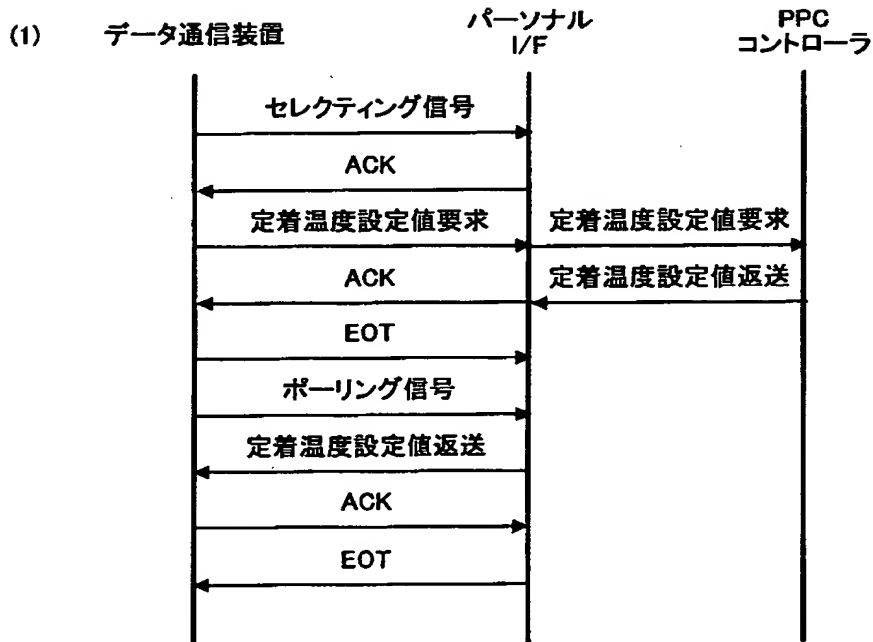 (1) データ通信装置
パーソナル
I/F
PPC
コントローラ
セレクティング信号
ACK
定着温度設定値要求 定着温度設定値要求
ACK 定着温度設定値返送
EOT
ポーリング信号
定着温度設定値返送
ACK
EOT